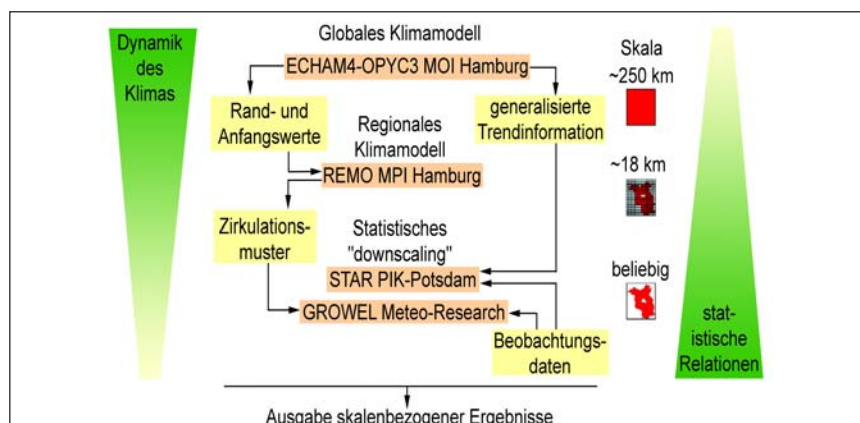 Dynamik
des
Klimas
Globales Klimamodell
ECHAM4-OPYC3 MOI Hamburg
Rand- und
Anfangswerte
generalisierte
Trendinformation
Regionales
Klimamodell
REMO MPI Hamburg
Zirkulations-
muster
Statistisches
"downscaling"
STAR PIK-Potsdam
GROWEL Meteo-Research
Beobachtungs-
daten
Ausgabe skalenbezogener Ergebnisse
Skala
~250 km
~18 km
beliebig
stat-
istische
Relationen